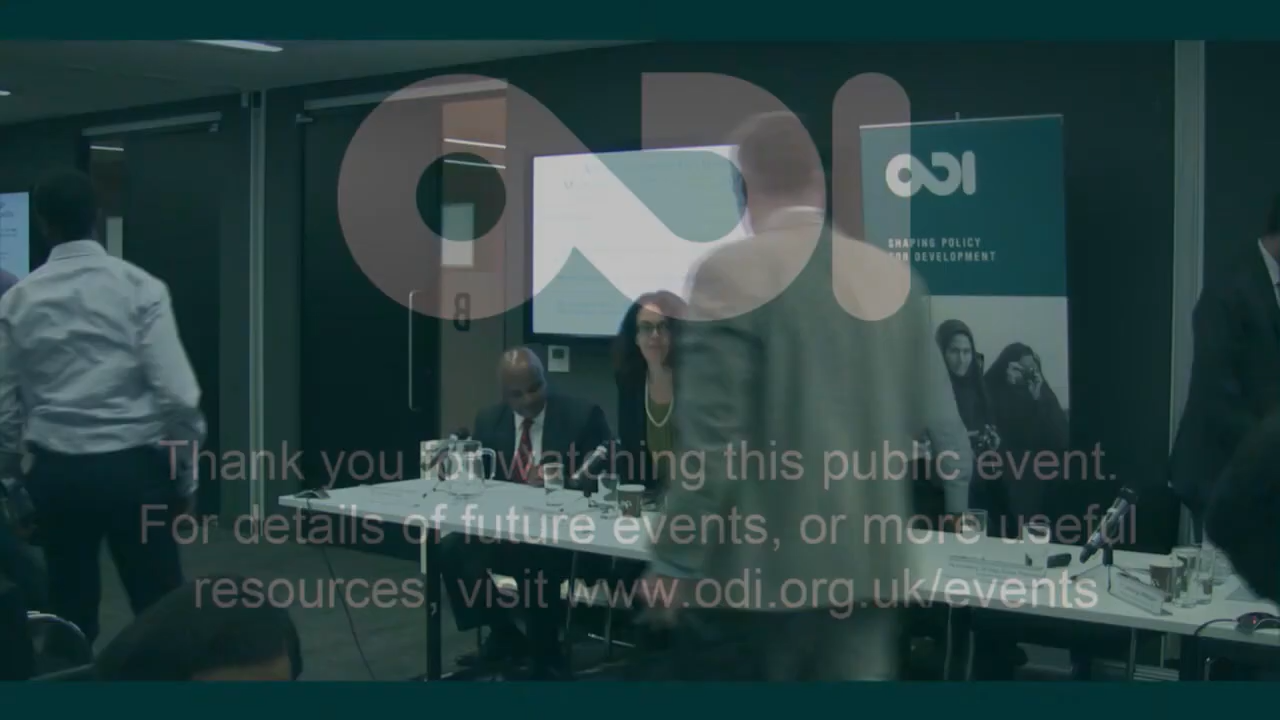 ODI
ODI
SHAPING POLICY
FOR DEVELOPMENT
B
Thank you for watching this public event.
For details of future events, or more useful
resources, visit www.odi.org.uk/events